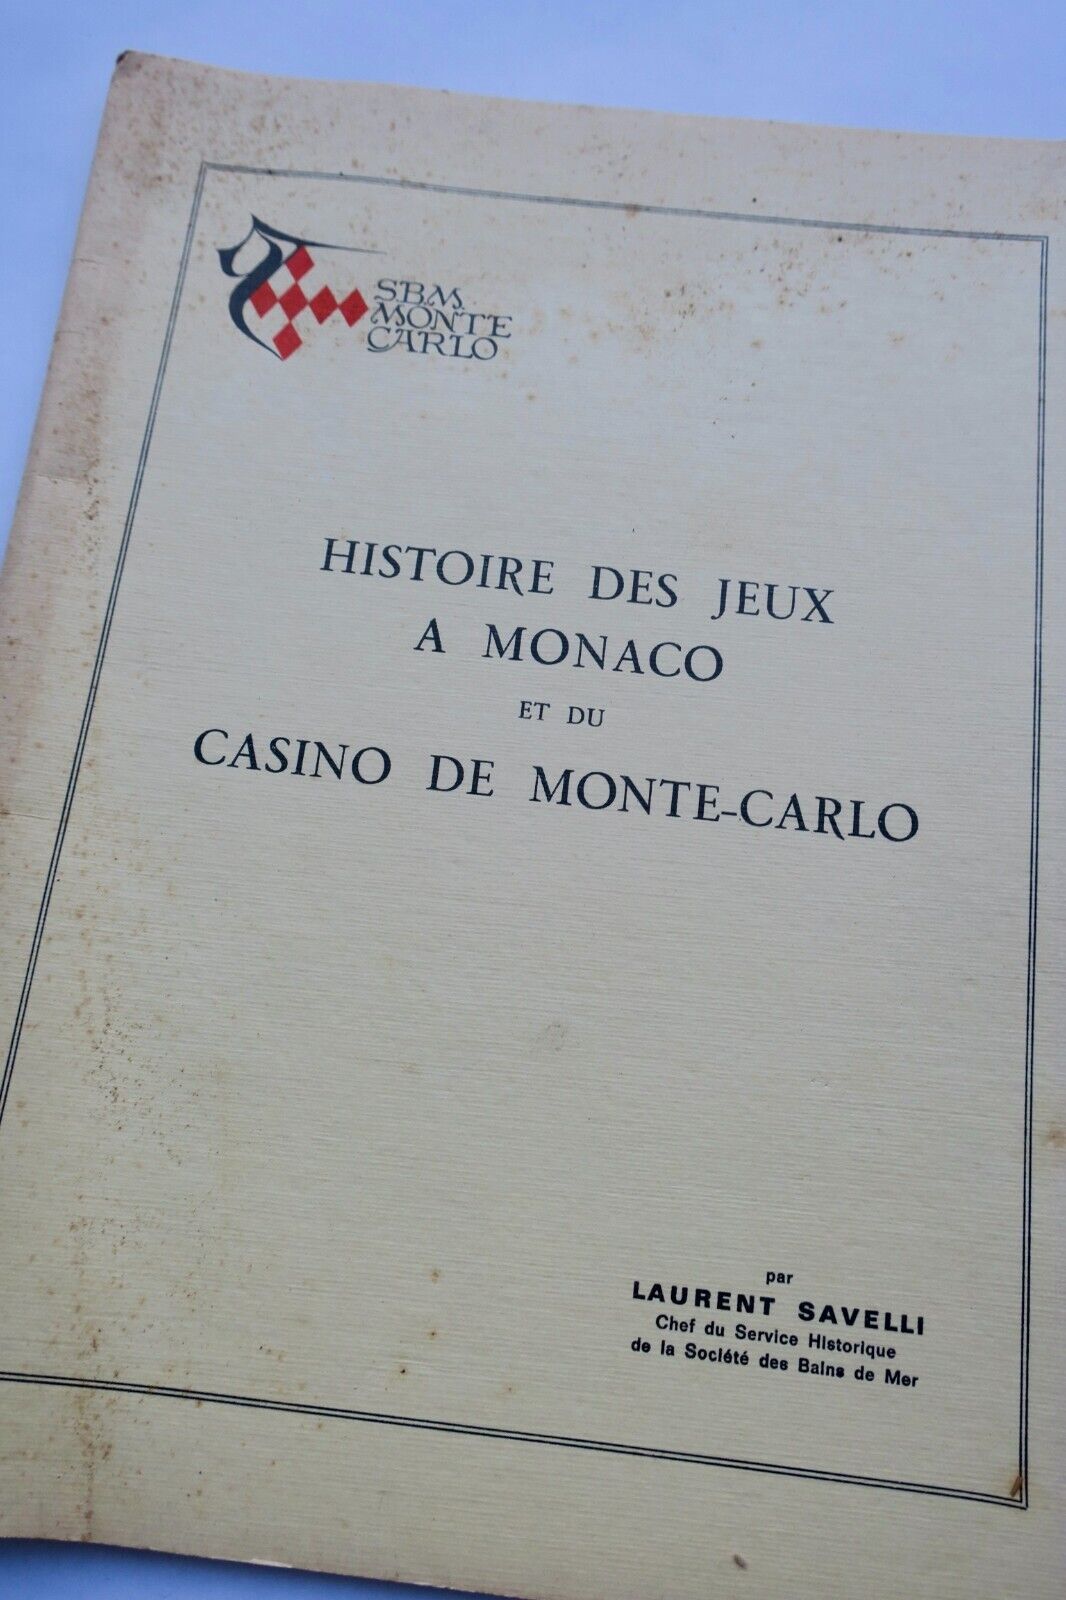 S.B.M.
MONTE
CARLO
HISTOIRE DES JEUX
A MONACO
ET DU
CASINO DE MONTE-CARLO
par
LAURENT SAVELLI
Chef du Service Historique
de la Société des Bains de Mer